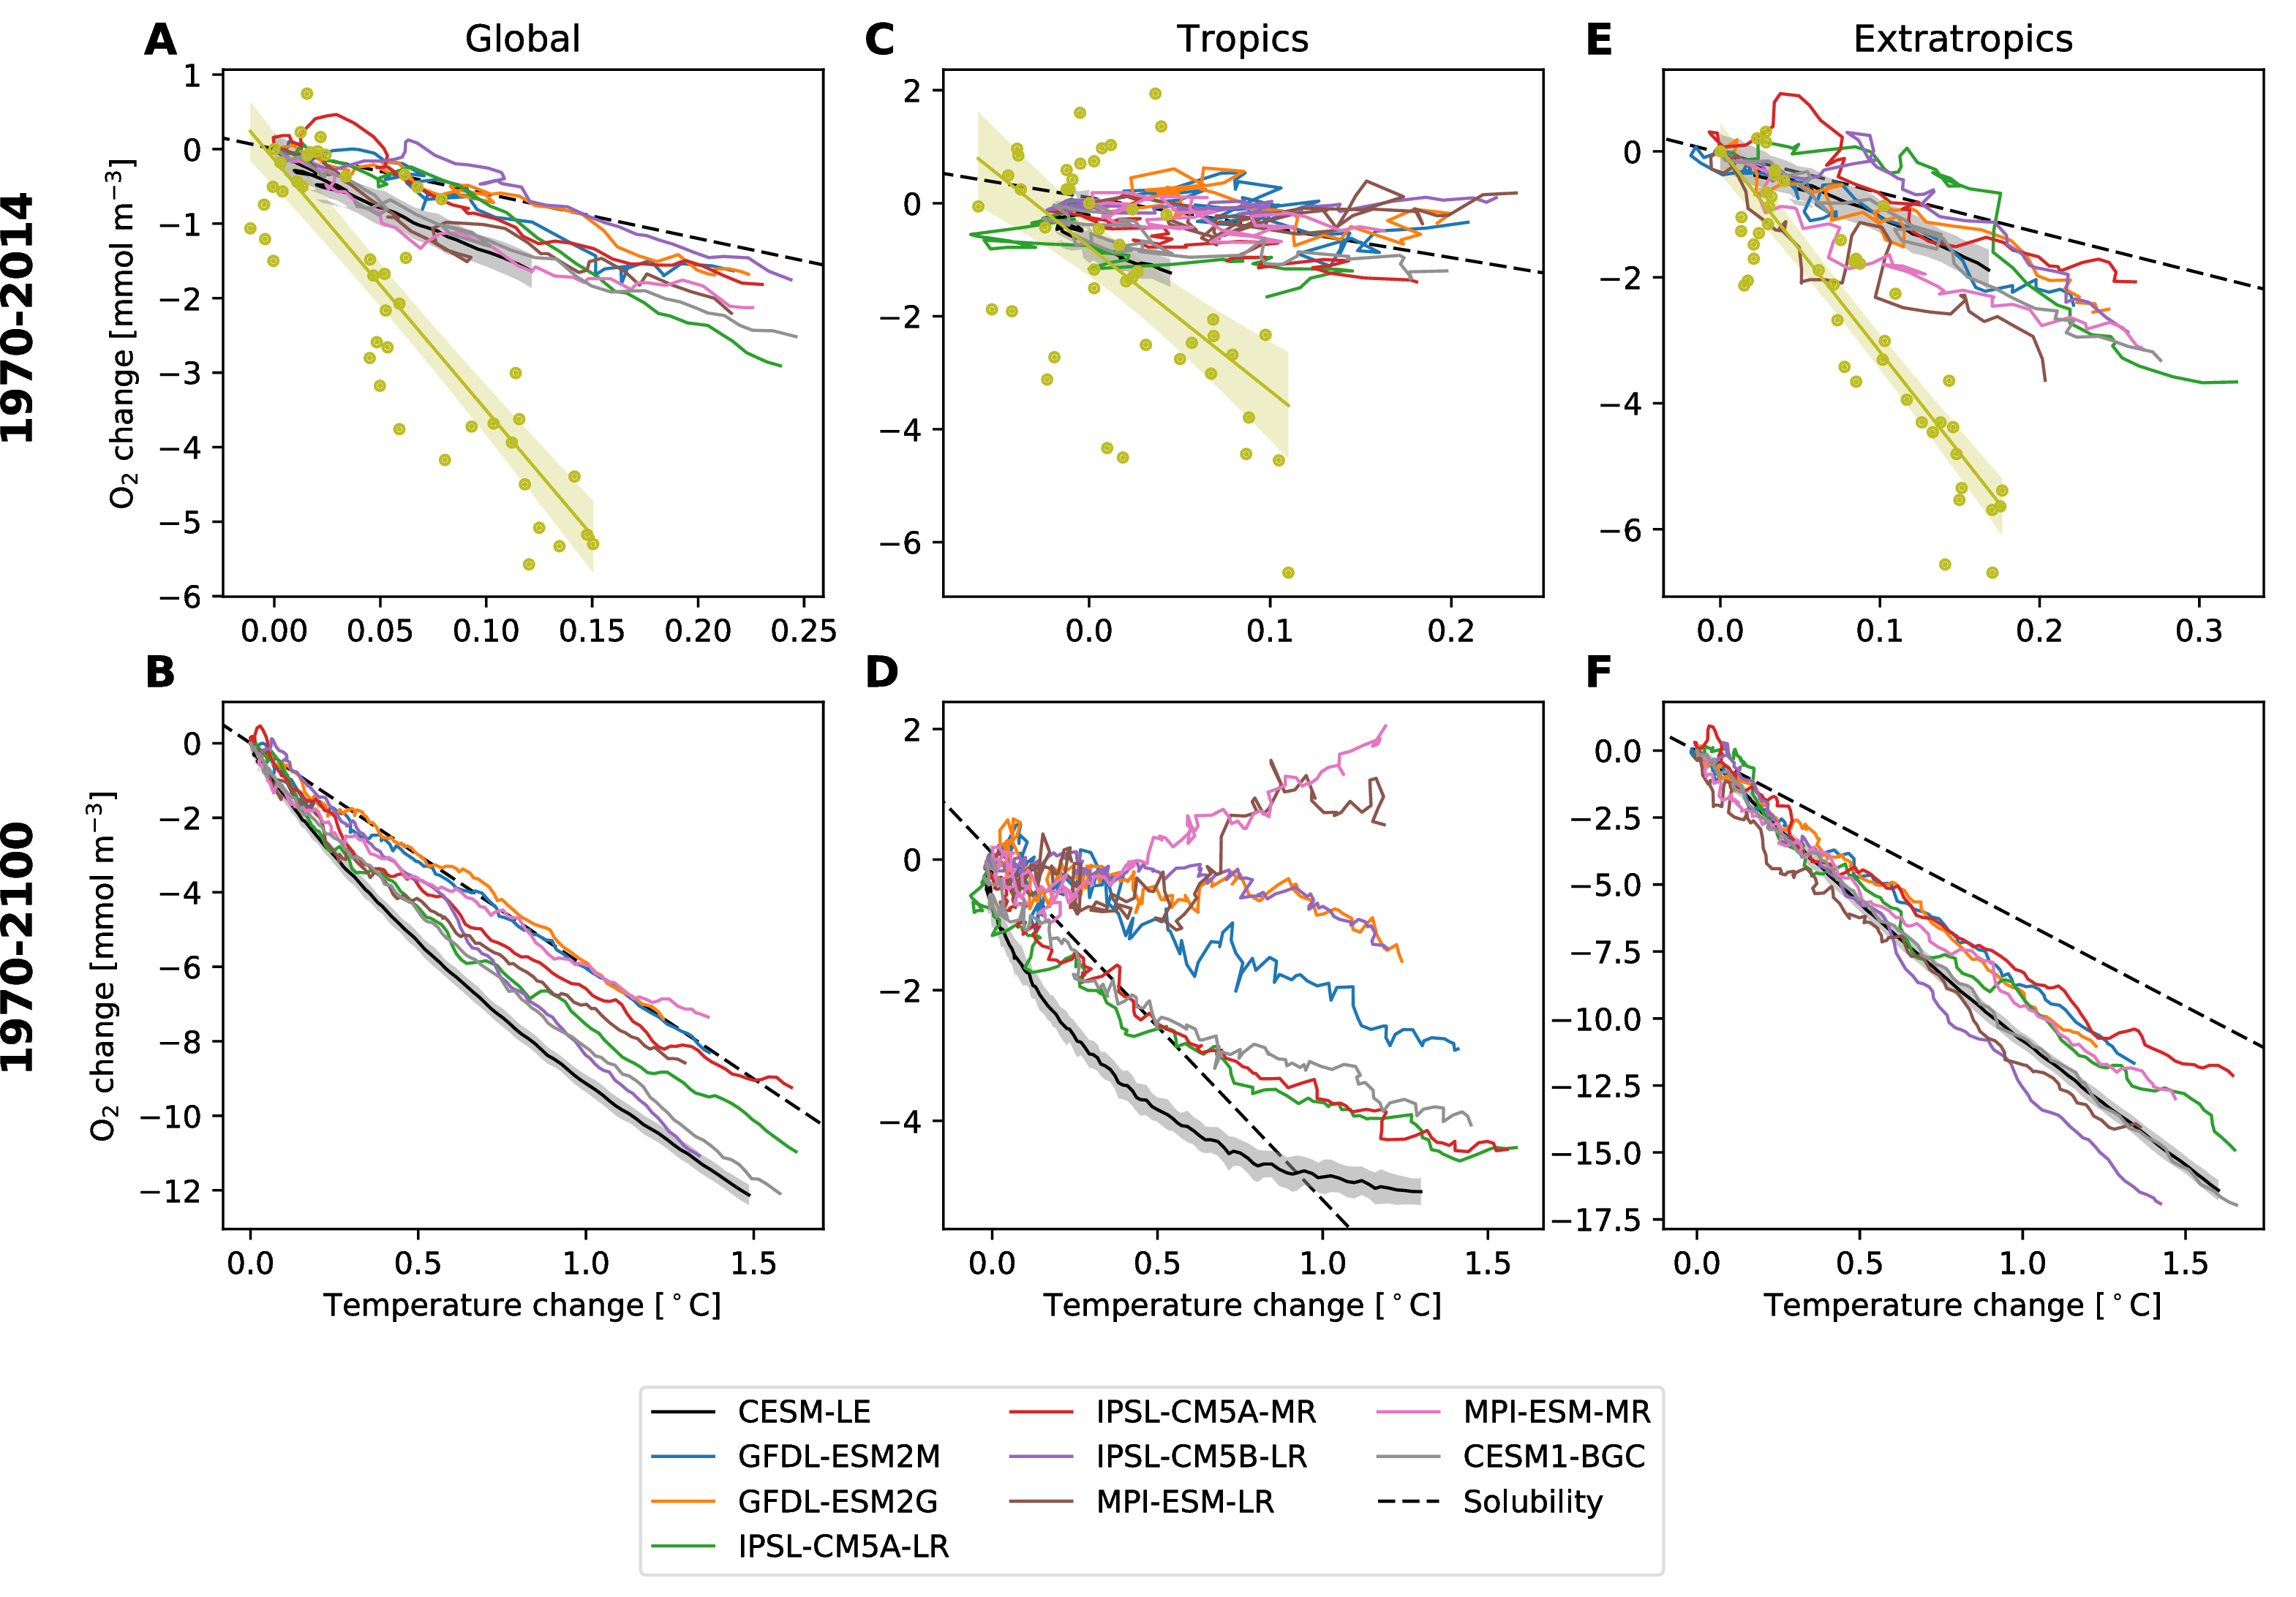 A Global
C Tropics
E Extratropics
1970-2014
O₂ change [mmol m⁻³]
1
0
−1
−2
−3
−4
−5
−6
0.00 0.05 0.10 0.15 0.20 0.25
2
0
−2
−4
−6
0.0 0.1 0.2
0
−2
−4
−6
0.0 0.1 0.2 0.3
B
D
F
1970-2100
O₂ change [mmol m⁻³]
0
−2
−4
−6
−8
−10
−12
0.0 0.5 1.0 1.5
Temperature change [°C]
2
0
−2
−4
0.0 0.5 1.0 1.5
Temperature change [°C]
0.0
−2.5
−5.0
−7.5
−10.0
−12.5
−15.0
−17.5
0.0 0.5 1.0 1.5
Temperature change [°C]
CESM-LE
GFDL-ESM2M
GFDL-ESM2G
IPSL-CM5A-LR
IPSL-CM5A-MR
IPSL-CM5B-LR
MPI-ESM-LR
MPI-ESM-MR
CESM1-BGC
Solubility